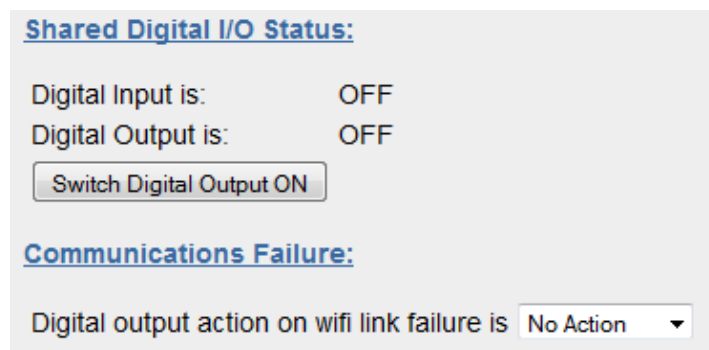 Shared Digital I/O Status:
Digital Input is: OFF
Digital Output is: OFF
Switch Digital Output ON
Communications Failure:
Digital output action on wifi link failure is No Action